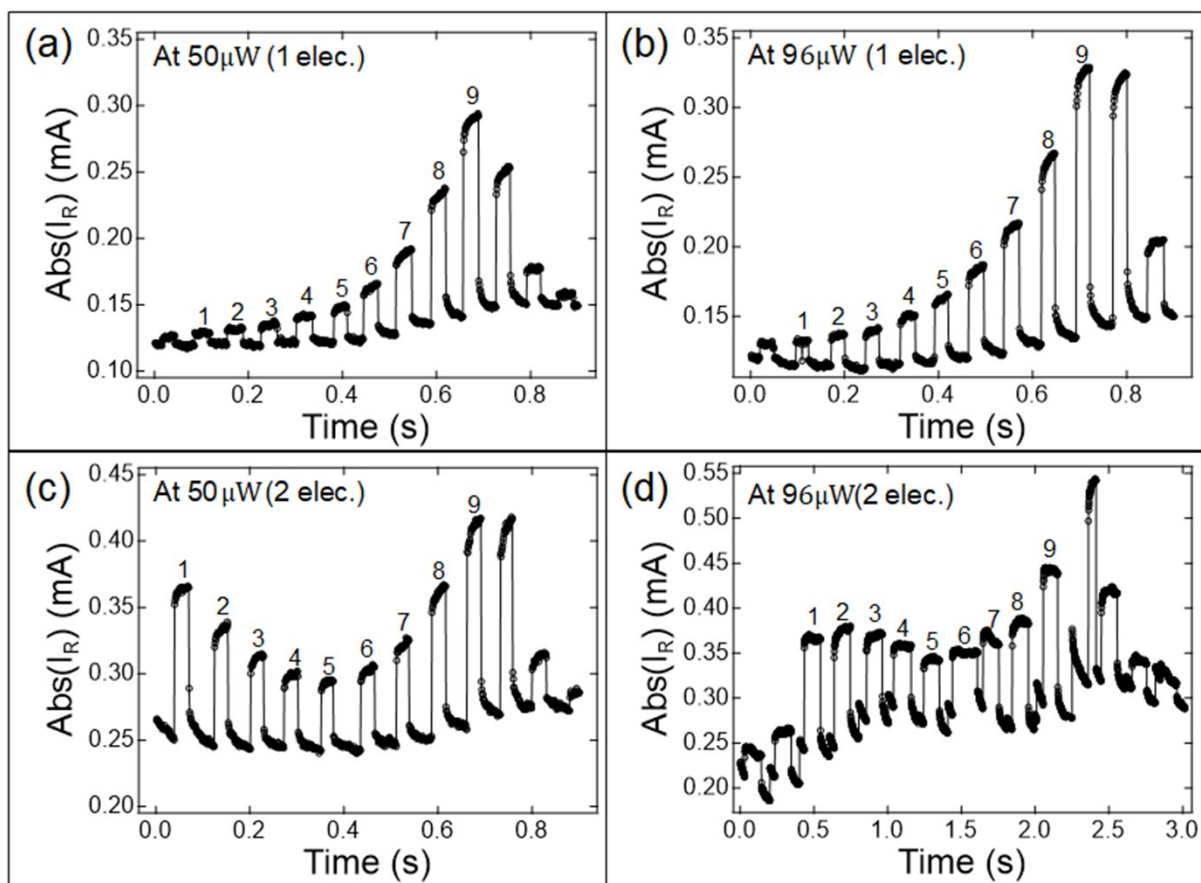 (a) At 50μW (1 elec.)
0.35
0.30
0.25
0.20
0.15
0.10
Abs(I_R) (mA)
1 2 3 4 5 6 7 8 9
0.0 0.2 0.4 0.6 0.8
Time (s)
(b) At 96μW (1 elec.)
0.35
0.30
0.25
0.20
0.15
Abs(I_R) (mA)
1 2 3 4 5 6 7 8 9
0.0 0.2 0.4 0.6 0.8
Time (s)
(c) At 50μW (2 elec.)
0.45
0.40
0.35
0.30
0.25
0.20
Abs(I_R) (mA)
1 2 3 4 5 6 7 8 9
0.0 0.2 0.4 0.6 0.8
Time (s)
(d) At 96μW(2 elec.)
0.55
0.50
0.45
0.40
0.35
0.30
0.25
0.20
Abs(I_R) (mA)
1 2 3 4 5 6 7 8 9
0.0 0.5 1.0 1.5 2.0 2.5 3.0
Time (s)